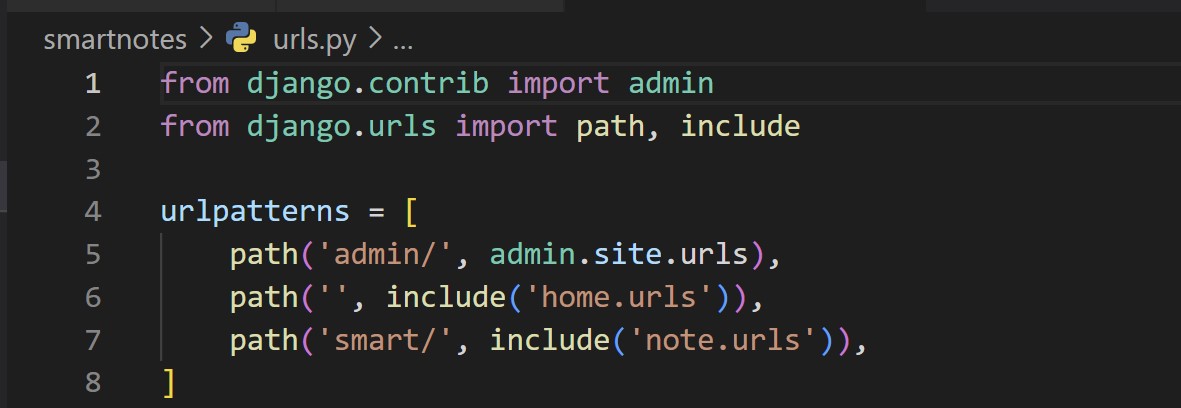 smartnotes > urls.py > ...
1 from django.contrib import admin
2 from django.urls import path, include
3
4 urlpatterns = [
5     path('admin/', admin.site.urls),
6     path('', include('home.urls')),
7     path('smart/', include('note.urls')),
8 ]